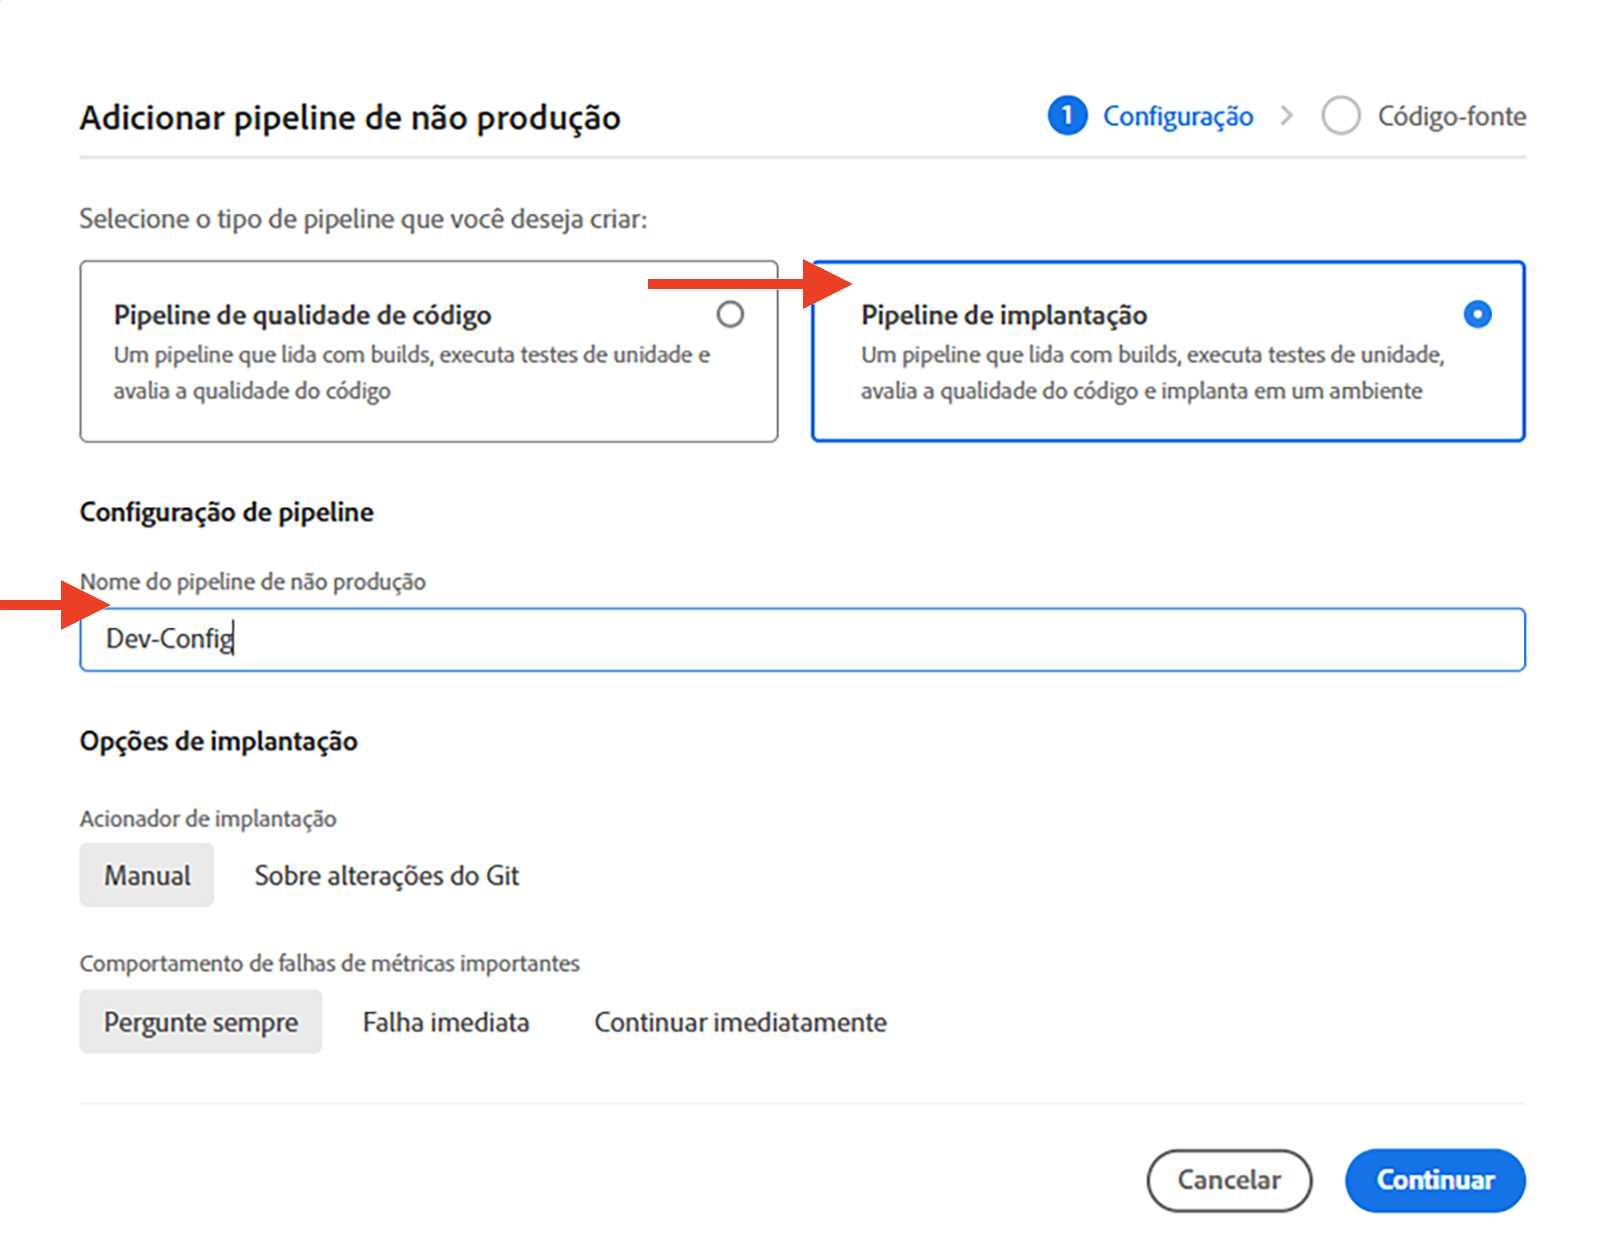 Adicionar pipeline de não produção
1 Configuração > Código-fonte
Selecione o tipo de pipeline que você deseja criar:
Pipeline de qualidade de código
Um pipeline que lida com builds, executa testes de unidade e
avalia a qualidade do código
Pipeline de implantação
Um pipeline que lida com builds, executa testes de unidade,
avalia a qualidade do código e implanta em um ambiente
Configuração de pipeline
Nome do pipeline de não produção
Dev-Config
Opções de implantação
Acionador de implantação
Manual Sobre alterações do Git
Comportamento de falhas de métricas importantes
Pergunte sempre Falha imediata Continuar imediatamente
Cancelar Continuar